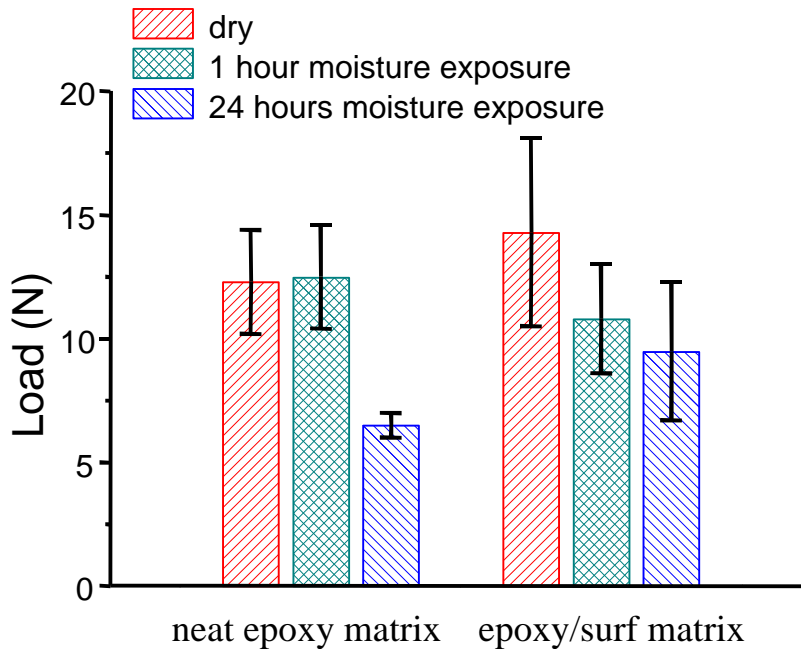 dry
1 hour moisture exposure
24 hours moisture exposure
20
15
10
5
0
Load (N)
neat epoxy matrix
epoxy/surf matrix